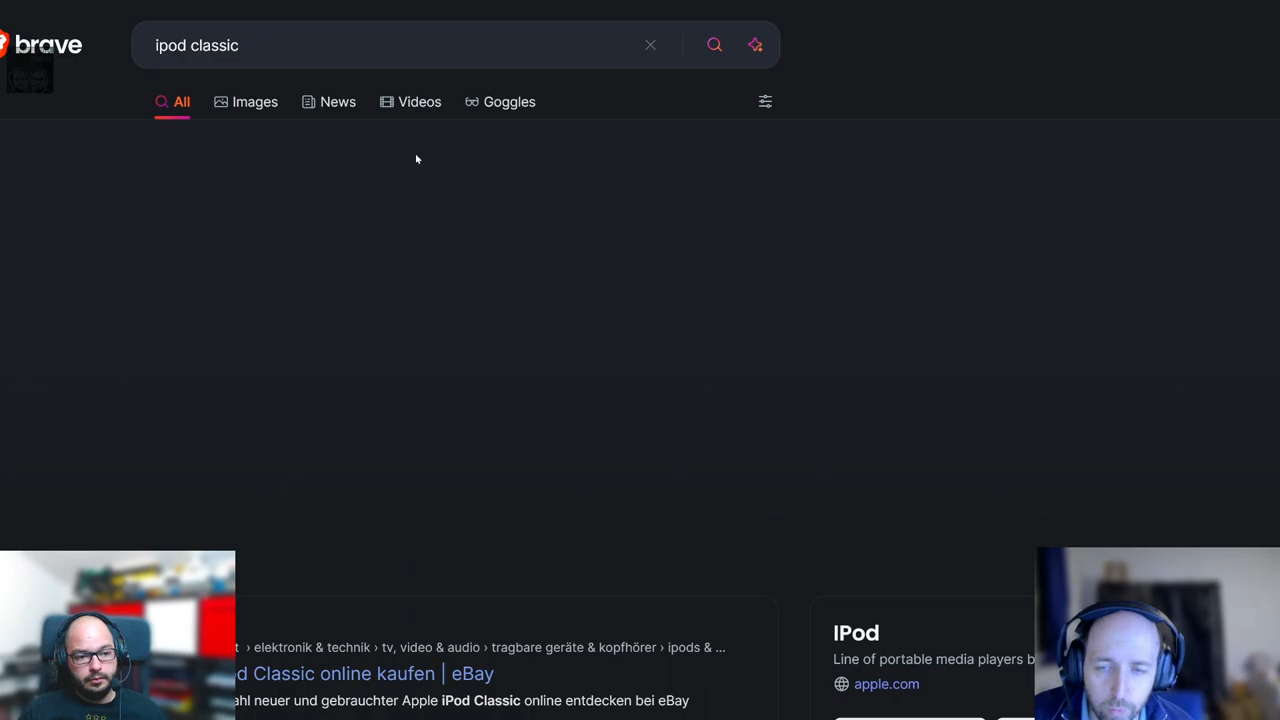 brave
ipod classic
All Images News Videos Goggles
t › elektronik & technik › tv, video & audio › tragbare geräte & kopfhörer › ipods & ...
d Classic online kaufen | eBay
ahl neuer und gebrauchter Apple iPod Classic online entdecken bei eBay
IPod
Line of portable media players b
apple.com